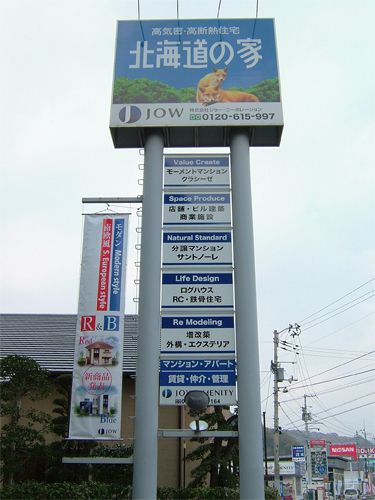 高気密・高断熱住宅
北海道の家
JOW
株式会社ジョー・コーポレーション
0120-615-997
Value Create
モーメントマンション
クラシーゼ
Space Produce
店舗・ビル建築
商業施設
Natural Standard
分譲マンション
サントノーレ
Life Design
ログハウス
RC・鉄骨住宅
Re Modeling
増改築
外構・エクステリア
マンション・アパート
賃貸・仲介・管理
モダン Modern style
南欧風 S. European style
R&B
Red
新商品
発表
Blue
JOW
NISSAN